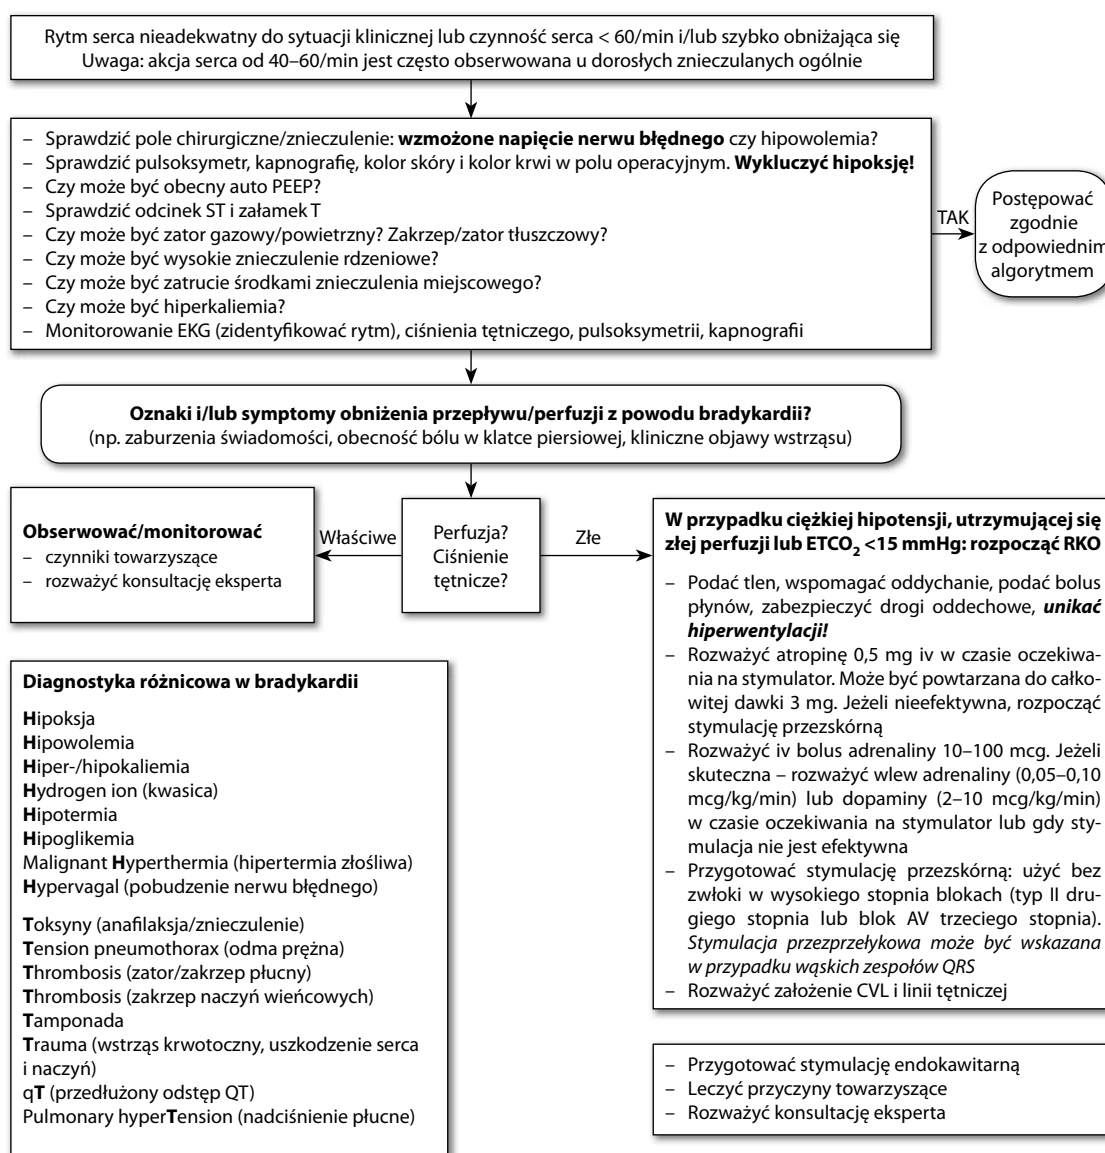 Rytm serca nieadekwatny do sytuacji klinicznej lub czynność serca < 60/min i/lub szybko obniżająca się
Uwaga: akcja serca od 40–60/min jest często obserwowana u dorosłych znieczulanych ogólnie
– Sprawdzić pole chirurgiczne/znieczulenie: wzmożone napięcie nerwu błędnego czy hipowolemia?
– Sprawdzić pulsoksymetr, kapnografię, kolor skóry i kolor krwi w polu operacyjnym. Wykluczyć hipoksję!
– Czy może być obecny auto PEEP?
– Sprawdzić odcinek ST i załamek T
– Czy może być zator gazowy/powietrzny? Zakrzep/zator tłuszczowy?
– Czy może być wysokie znieczulenie rdzeniowe?
– Czy może być zatrucie środkami znieczulenia miejscowego?
– Czy może być hiperkaliemia?
– Monitorowanie EKG (zidentyfikować rytm), ciśnienia tętniczego, pulsoksymetrii, kapnografii
TAK
Postępować
zgodnie
z odpowiednim
algorytmem
Oznaki i/lub symptomy obniżenia przepływu/perfuzji z powodu bradykardii?
(np. zaburzenia świadomości, obecność bólu w klatce piersiowej, kliniczne objawy wstrząsu)
Obserwować/monitorować
– czynniki towarzyszące
– rozważyć konsultację eksperta
Właściwe
Perfuzja?
Ciśnienie
tętnicze?
Złe
W przypadku ciężkiej hipotensji, utrzymującej się
złej perfuzji lub ETCO2 <15 mmHg: rozpocząć RKO
– Podać tlen, wspomagać oddychanie, podać bolus
płynów, zabezpieczyć drogi oddechowe, unikać
hiperwentylacji!
– Rozważyć atropinę 0,5 mg iv w czasie oczekiwa-
nia na stymulator. Może być powtarzana do całko-
witej dawki 3 mg. Jeżeli nieefektywna, rozpocząć
stymulację przezskórną
– Rozważyć iv bolus adrenaliny 10–100 mcg. Jeżeli
skuteczna – rozważyć wlew adrenaliny (0,05–0,10
mcg/kg/min) lub dopaminy (2–10 mcg/kg/min)
w czasie oczekiwania na stymulator lub gdy sty-
mulacja nie jest efektywna
– Przygotować stymulację przezskórną: użyć bez
zwłoki w wysokiego stopnia blokach (typ II dru-
giego stopnia lub blok AV trzeciego stopnia).
Stymulacja przezprzełykowa może być wskazana
w przypadku wąskich zespołów QRS
– Rozważyć założenie CVL i linii tętniczej
Diagnostyka różnicowa w bradykardii
Hipoksja
Hipowolemia
Hiper-/hipokaliemia
Hydrogen ion (kwasica)
Hipotermia
Hipoglikemia
Malignant Hyperthermia (hipertermia złośliwa)
Hypervagal (pobudzenie nerwu błędnego)
Toksyny (anafilaksja/znieczulenie)
Tension pneumothorax (odma prężna)
Thrombosis (zator/zakrzep płucny)
Thrombosis (zakrzep naczyń wieńcowych)
Tamponada
Trauma (wstrząs krwotoczny, uszkodzenie serca
i naczyń)
qT (przedłużony odstęp QT)
Pulmonary hyperTension (nadciśnienie płucne)
– Przygotować stymulację endokawitarną
– Leczyć przyczyny towarzyszące
– Rozważyć konsultację eksperta